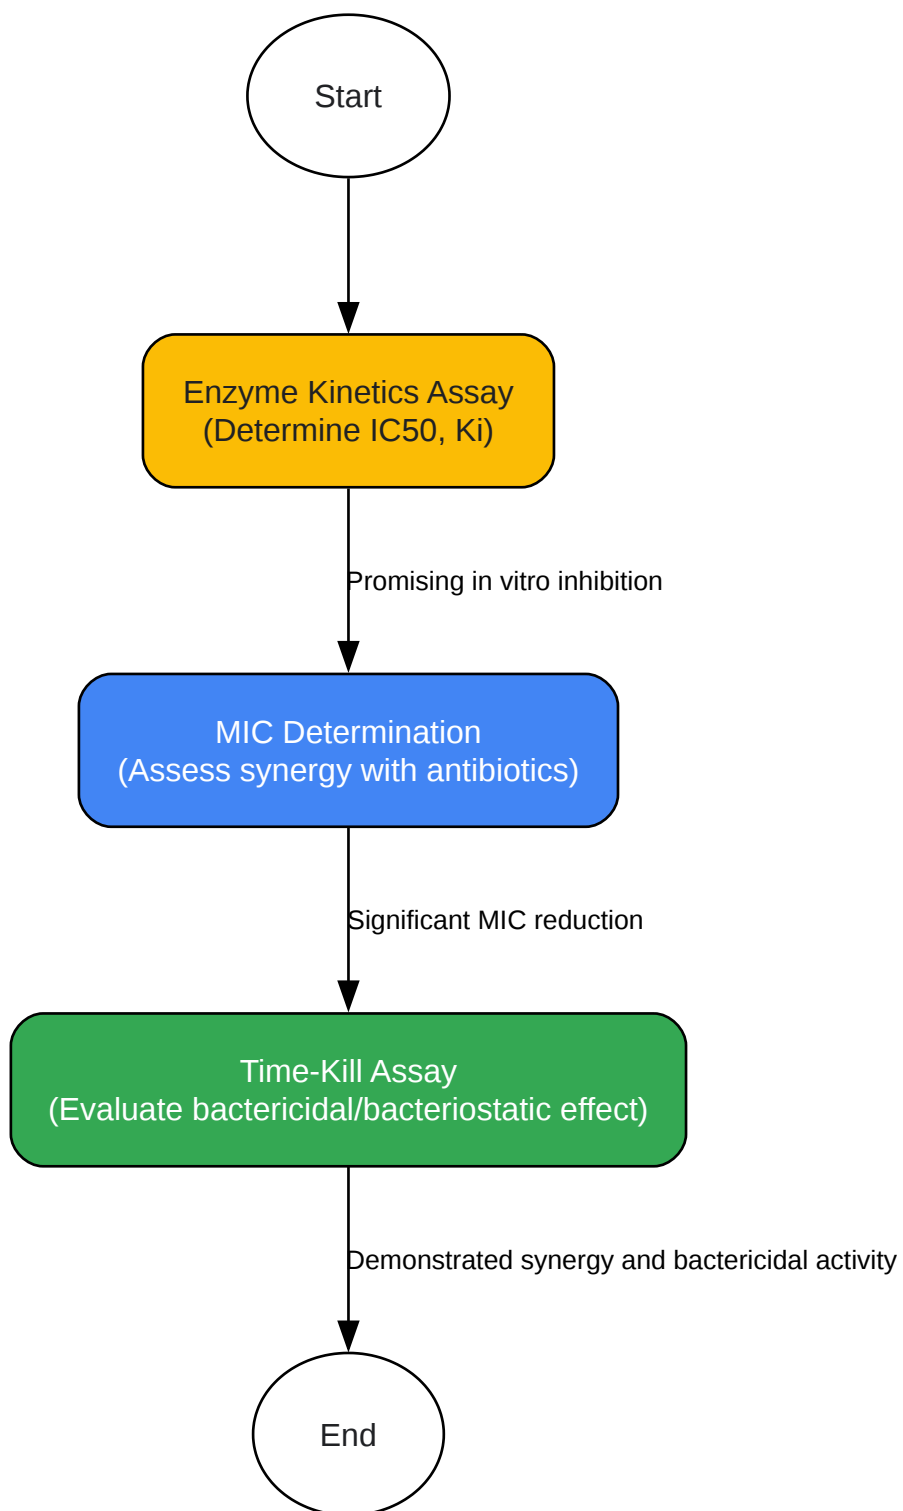 Start
Enzyme Kinetics Assay
(Determine IC50, Ki)
Promising in vitro inhibition
MIC Determination
(Assess synergy with antibiotics)
Significant MIC reduction
Time-Kill Assay
(Evaluate bactericidal/bacteriostatic effect)
Demonstrated synergy and bactericidal activity
End